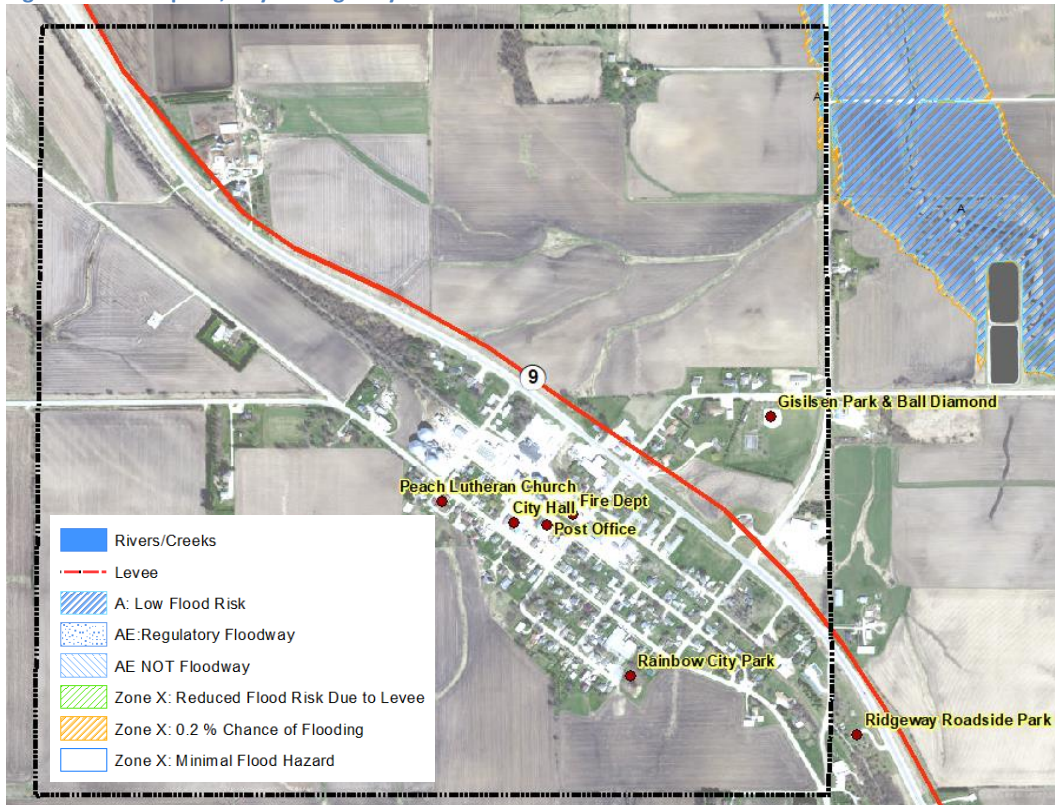 A
A
9
Gisilsen Park & Ball Diamond
Peach Lutheran Church
City Hall
Fire Dept
Post Office
Rivers/Creeks
Levee
A: Low Flood Risk
AE:Regulatory Floodway
AE NOT Floodway
Zone X: Reduced Flood Risk Due to Levee
Zone X: 0.2 % Chance of Flooding
Zone X: Minimal Flood Hazard
Rainbow City Park
Ridgeway Roadside Park